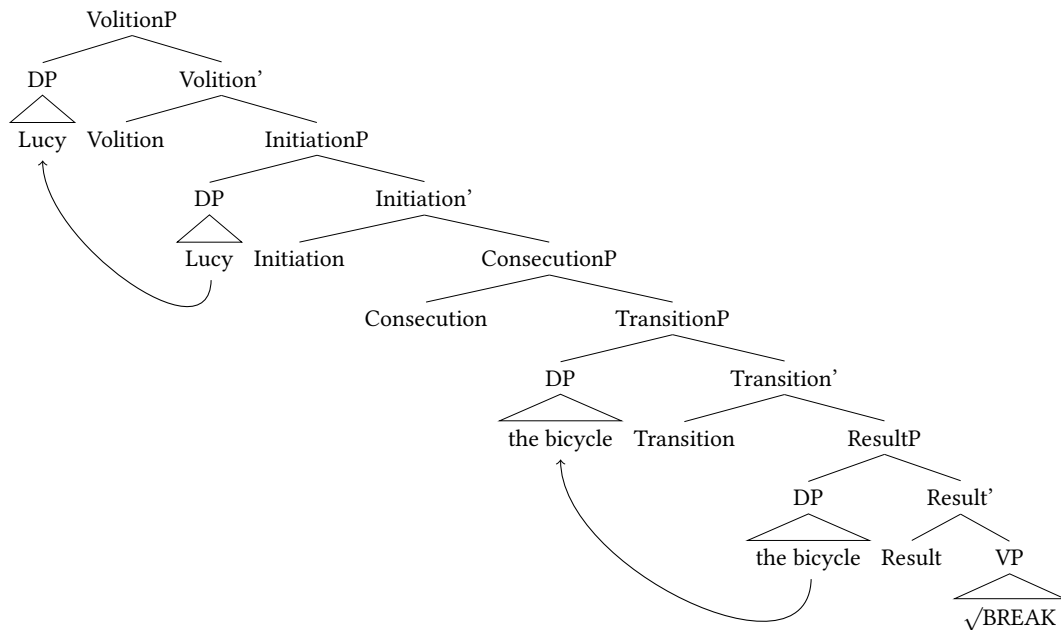 VolitionP
DP Volition’
Lucy Volition InitiationP
DP Initiation’
Lucy Initiation ConsecutionP
Consecution TransitionP
DP Transition’
the bicycle Transition ResultP
DP Result’
the bicycle Result VP
√BREAK